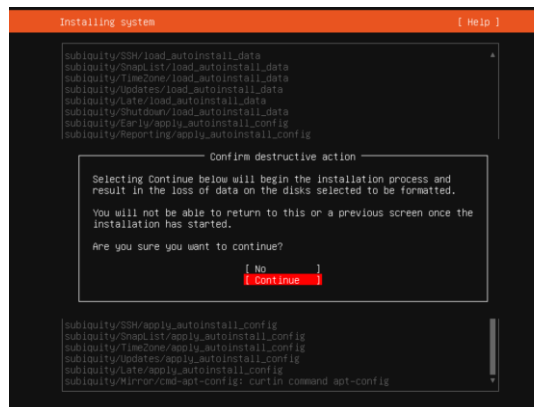 Installing system [ Help ]
subiquity/SSH/load_autoinstall_data
subiquity/SnapList/load_autoinstall_data
subiquity/TimeZone/load_autoinstall_data
subiquity/Updates/load_autoinstall_data
subiquity/Late/load_autoinstall_data
subiquity/Shutdown/load_autoinstall_data
subiquity/Early/apply_autoinstall_config
subiquity/Reporting/apply_autoinstall_config
Confirm destructive action
Selecting Continue below will begin the installation process and
result in the loss of data on the disks selected to be formatted.
You will not be able to return to this or a previous screen once the
installation has started.
Are you sure you want to continue?
[ No ]
[ Continue ]
subiquity/SSH/apply_autoinstall_config
subiquity/SnapList/apply_autoinstall_config
subiquity/TimeZone/apply_autoinstall_config
subiquity/Updates/apply_autoinstall_config
subiquity/Late/apply_autoinstall_config
subiquity/Mirror/cmd-apt-config: curtin command apt-config